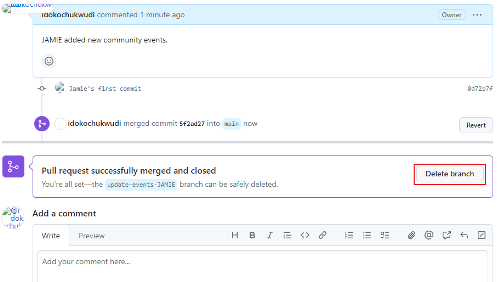 idokochukwudi commented 1 minute ago
Owner
JAMIE added new community events.
Jamie's first commit
0d72b7f
idokochukwudi merged commit 5f2ad27 into main now
Revert
Pull request successfully merged and closed
Delete branch
You're all set—the update-events-JAMIE branch can be safely deleted.
Add a comment
Write
Preview
H B I
Add your comment here...